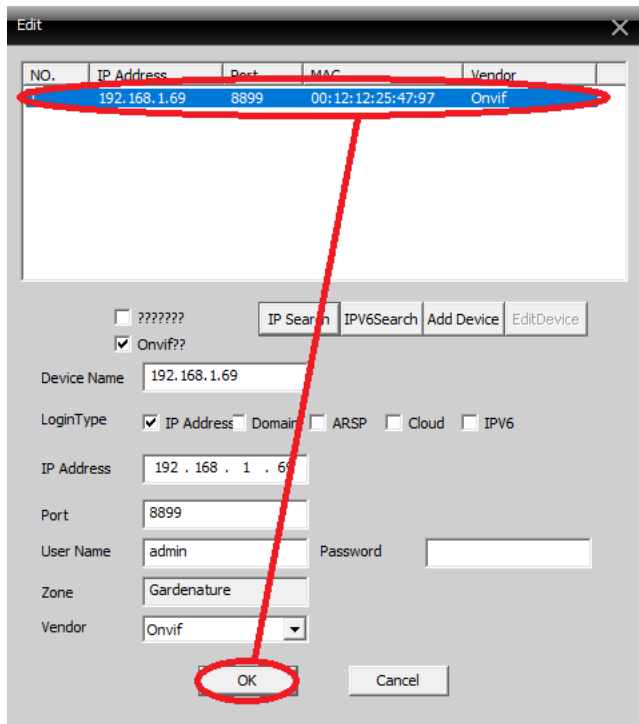 Edit
NO. IP Address Port MAC Vendor
192.168.1.69 8899 00:12:12:25:47:97 Onvif
???????
IP Search IPV6Search Add Device EditDevice
Onvif??
Device Name 192.168.1.69
LoginType IP Address Domain ARSP Cloud IPV6
IP Address 192 . 168 . 1 . 69
Port 8899
User Name admin Password
Zone Gardenature
Vendor Onvif
OK Cancel